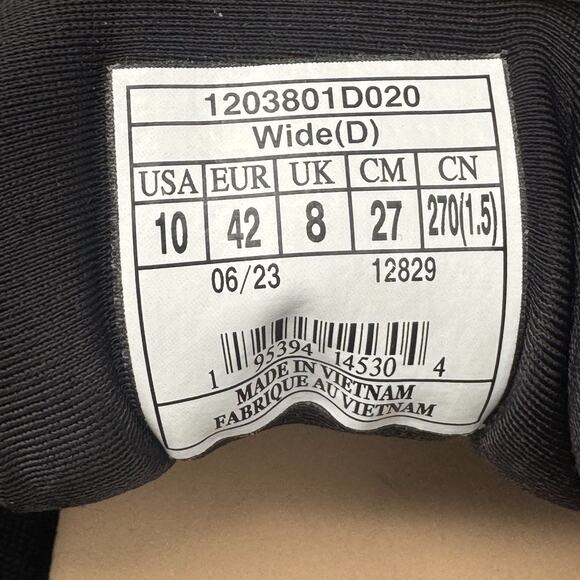 1203801D020
Wide(D)
USA EUR UK CM CN
10 42 8 27 270(1.5)
06/23 12829
1 95394 14530 4
MADE IN VIETNAM
FABRIQUE AU VIETNAM